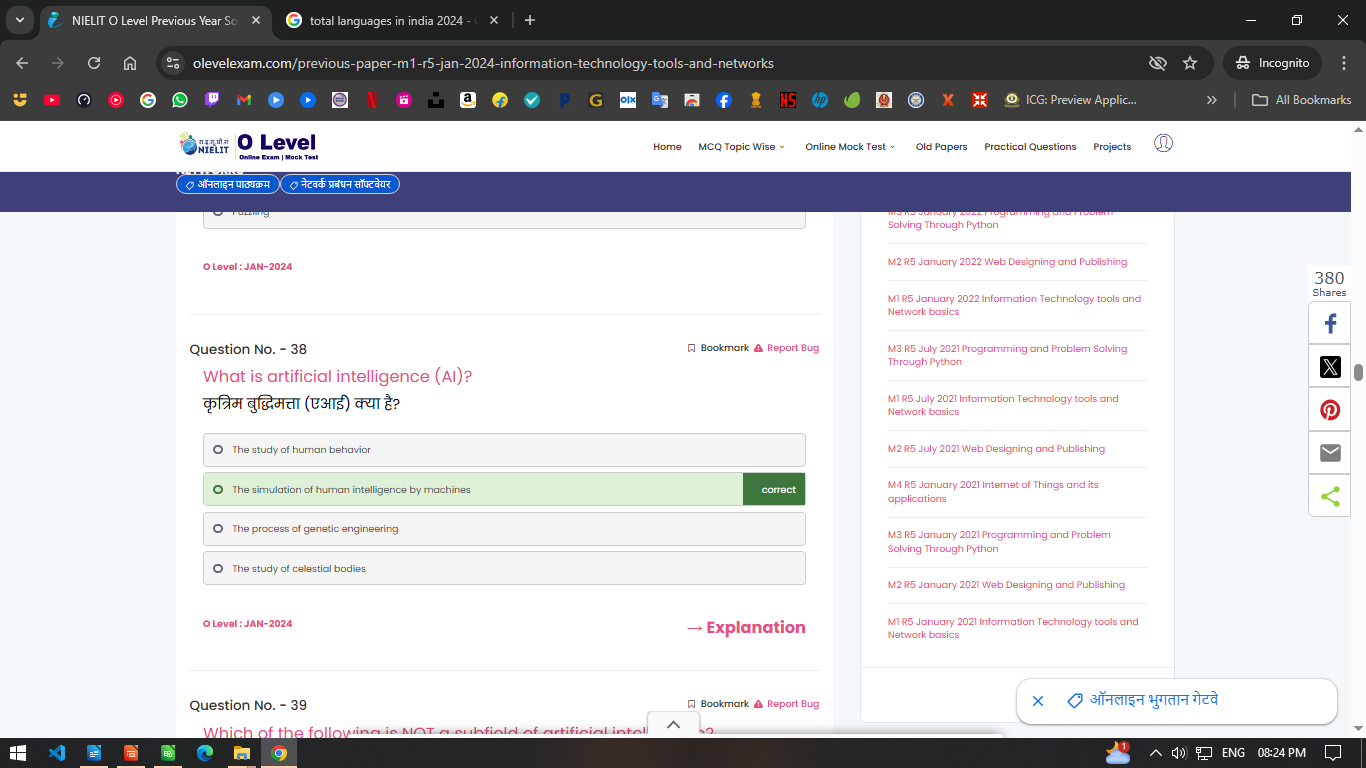 NIELIT O Level Previous Year So
total languages in india 2024 -
olevelexam.com/previous-paper-m1-r5-jan-2024-information-technology-tools-and-networks
Incognito
ICG: Preview Applic...
All Bookmarks
NIELIT
O Level
Online Exam | Mock Test
Home
MCQ Topic Wise
Online Mock Test
Old Papers
Practical Questions
Projects
ऑनलाइन पाठ्यक्रम
नेटवर्क प्रबंधन सॉफ्टवेयर
Puzzling
O Level : JAN-2024
Question No. - 38
Bookmark
Report Bug
What is artificial intelligence (AI)?
कृत्रिम बुद्धिमत्ता (एआई) क्या है?
The study of human behavior
The simulation of human intelligence by machines
correct
The process of genetic engineering
The study of celestial bodies
O Level : JAN-2024
→ Explanation
Question No. - 39
Bookmark
Report Bug
Which of the following is NOT a subfield of artificial
M3 R5 January 2022 Programming and Problem
Solving Through Python
M2 R5 January 2022 Web Designing and Publishing
M1 R5 January 2022 Information Technology tools and
Network basics
M3 R5 July 2021 Programming and Problem Solving
Through Python
M1 R5 July 2021 Information Technology tools and
Network basics
M2 R5 July 2021 Web Designing and Publishing
M4 R5 January 2021 Internet of Things and its
applications
M3 R5 January 2021 Programming and Problem
Solving Through Python
M2 R5 January 2021 Web Designing and Publishing
M1 R5 January 2021 Information Technology tools and
Network basics
380
Shares
ऑनलाइन भुगतान गेटवे
1
ENG
08:24 PM